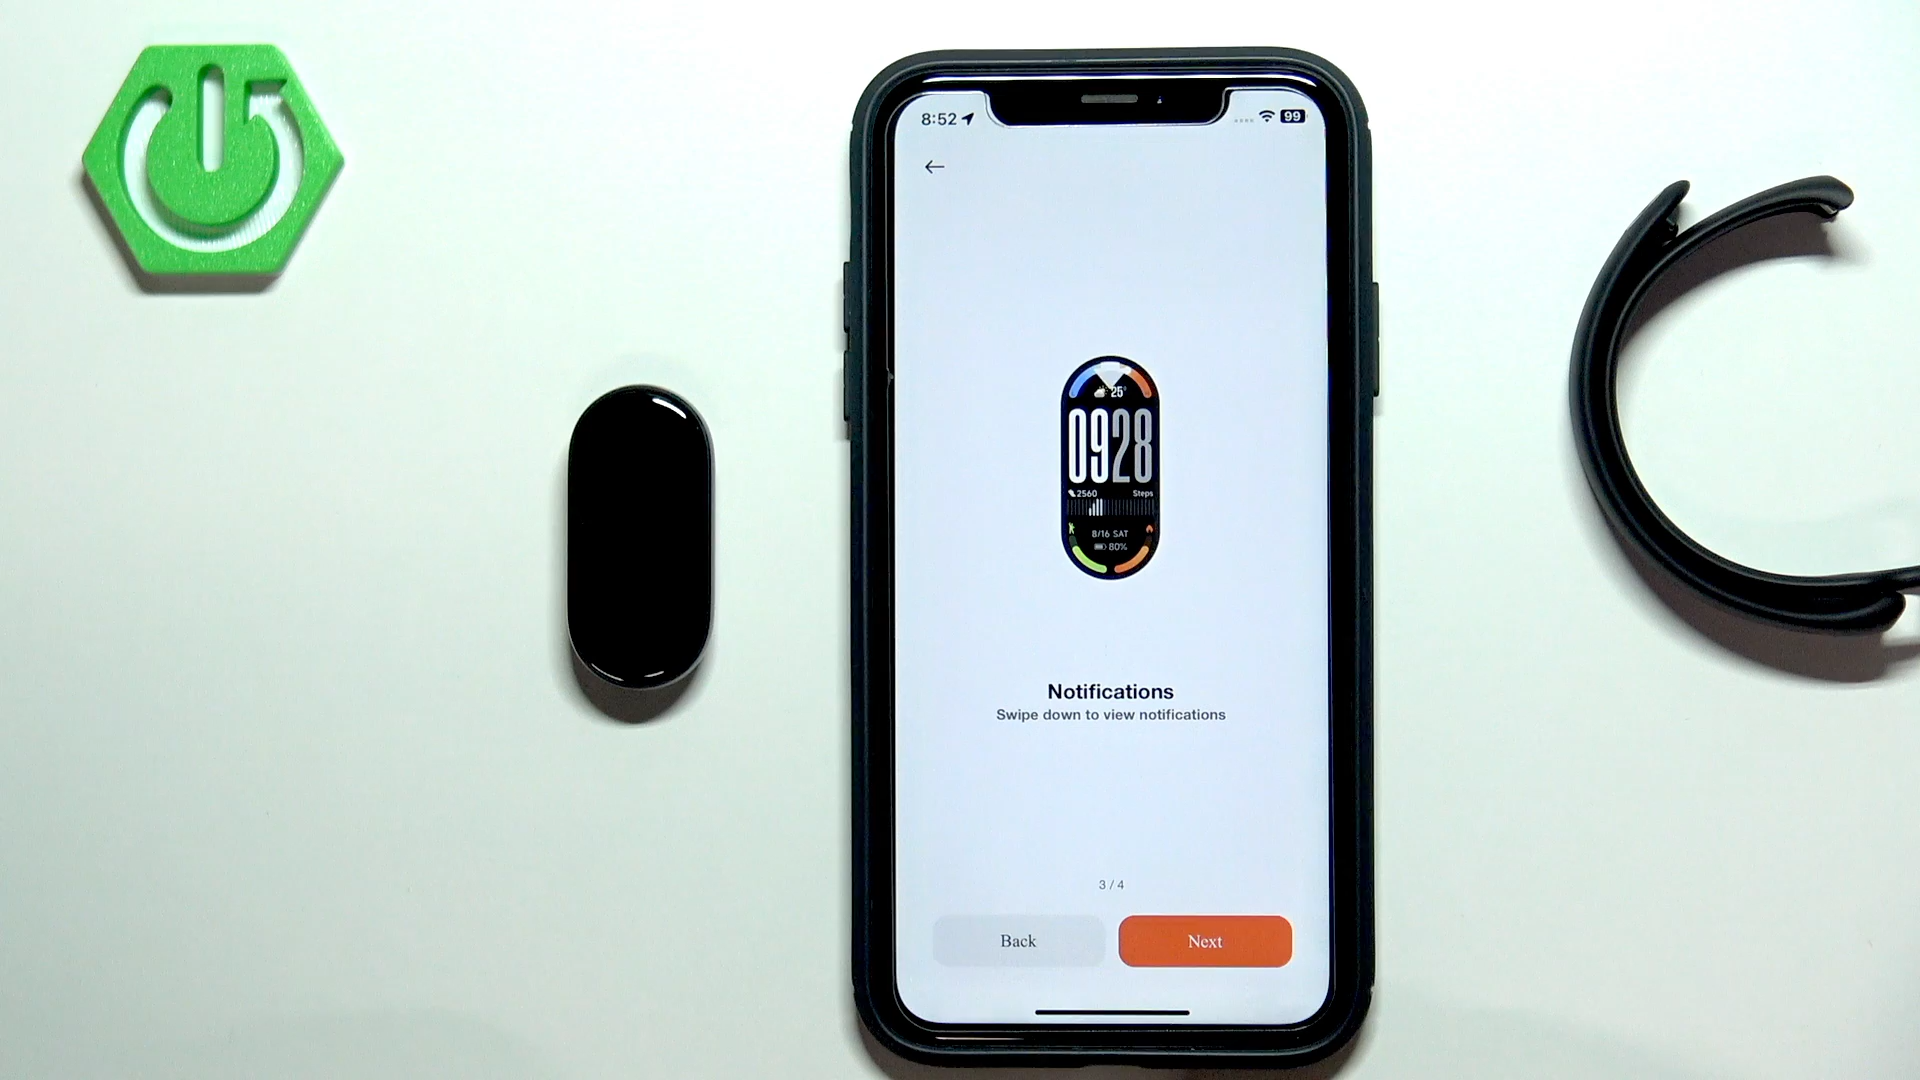 8:52
99
25°
0928
2560 Steps
8/16 SAT
80%
Notifications
Swipe down to view notifications
3 / 4
Back
Next